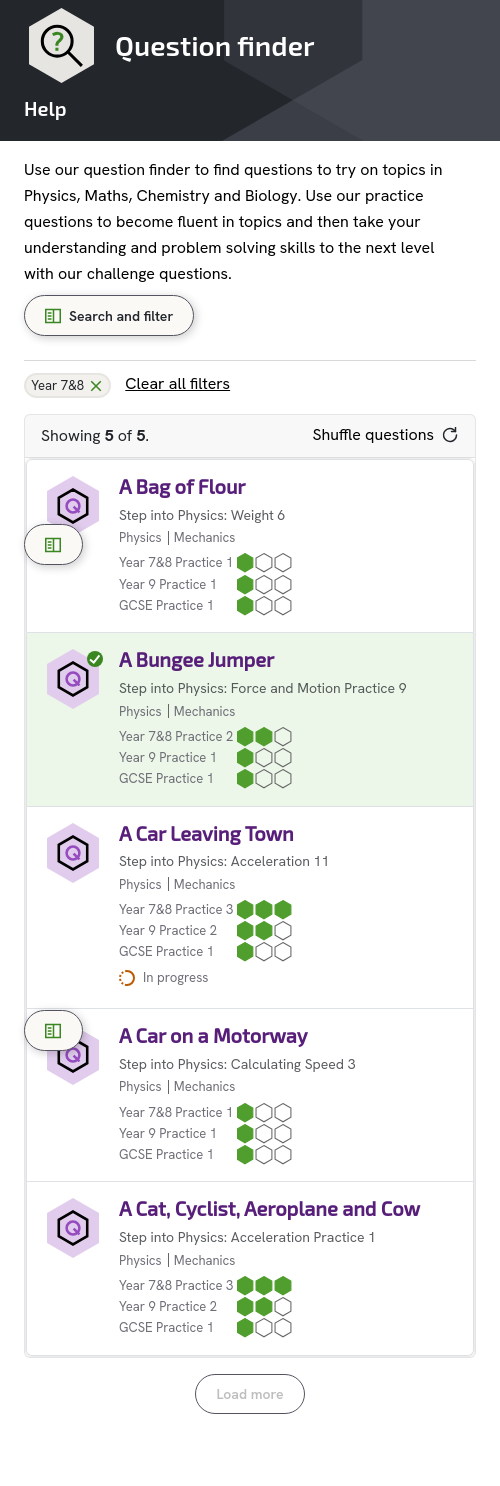 Question finder
Help
Use our question finder to find questions to try on topics in
Physics, Maths, Chemistry and Biology. Use our practice
questions to become fluent in topics and then take your
understanding and problem solving skills to the next level
with our challenge questions.
Search and filter
Year 7&8
Clear all filters
Showing 5 of 5.
Shuffle questions
A Bag of Flour
Step into Physics: Weight 6
Physics | Mechanics
Year 7&8 Practice 1
Year 9 Practice 1
GCSE Practice 1
A Bungee Jumper
Step into Physics: Force and Motion Practice 9
Physics | Mechanics
Year 7&8 Practice 2
Year 9 Practice 1
GCSE Practice 1
A Car Leaving Town
Step into Physics: Acceleration 11
Physics | Mechanics
Year 7&8 Practice 3
Year 9 Practice 2
GCSE Practice 1
In progress
A Car on a Motorway
Step into Physics: Calculating Speed 3
Physics | Mechanics
Year 7&8 Practice 1
Year 9 Practice 1
GCSE Practice 1
A Cat, Cyclist, Aeroplane and Cow
Step into Physics: Acceleration Practice 1
Physics | Mechanics
Year 7&8 Practice 3
Year 9 Practice 2
GCSE Practice 1
Load more